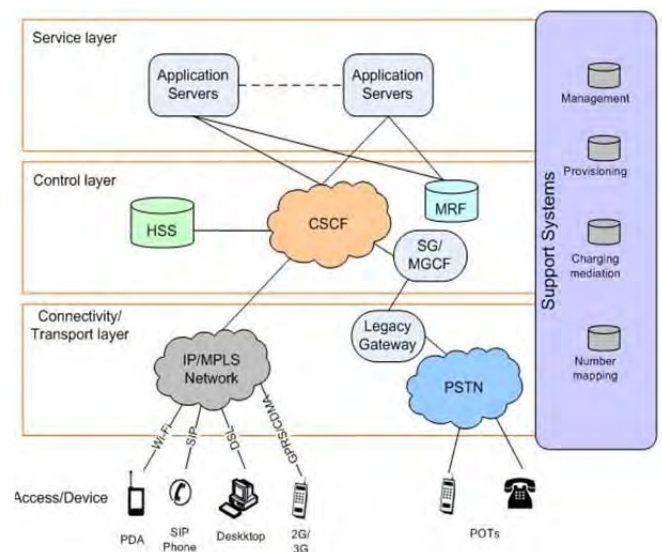 Service layer
Application
Servers
Application
Servers
Control layer
HSS
CSCF
MRF
SG/
MGCF
Connectivity/
Transport layer
IP/MPLS
Network
Legacy
Gateway
PSTN
Wi-Fi
SIP
DSL
GPRS/CDMA
Access/Device
PDA
SIP
Phone
Deskktop
2G/
3G
POTs
Support Systems
Management
Provisioning
Charging
mediation
Number
mapping